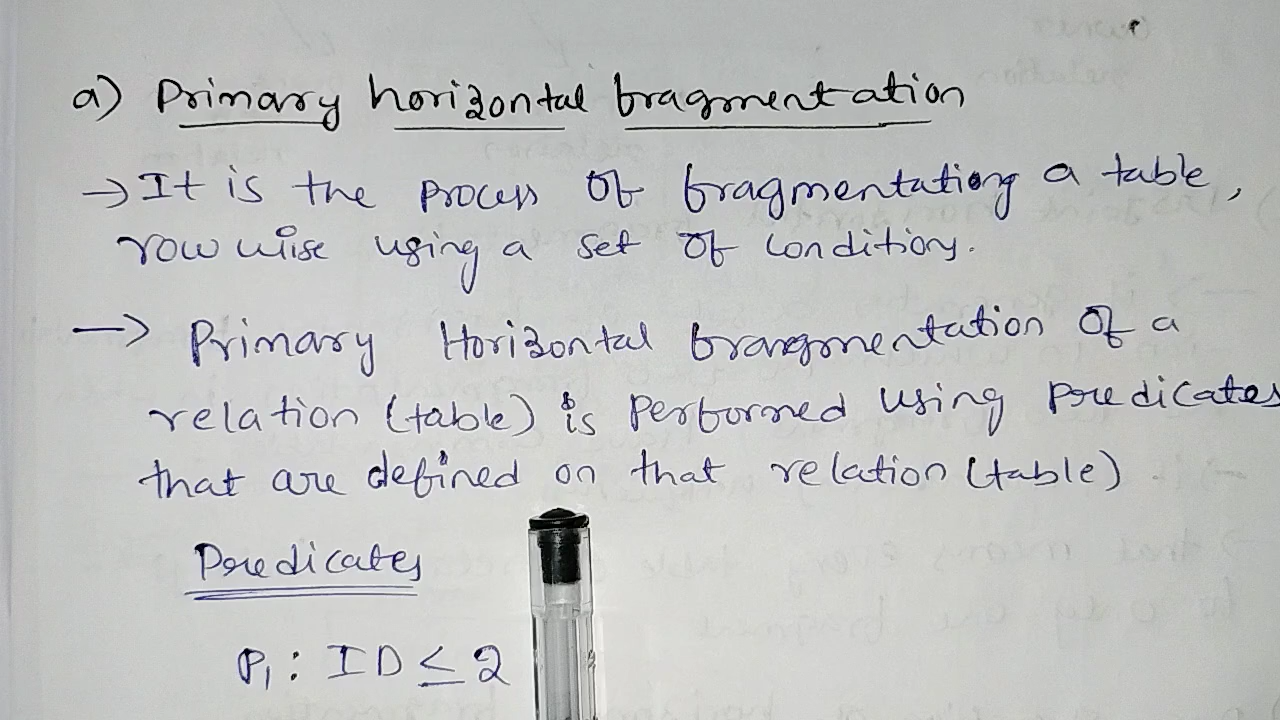 a) Primary horizontal fragmentation
→ It is the process of fragmentationg a table,
row wise using a set of conditions.
→ Primary Horizontal fragmentation of a
relation (table) is performed using predicates
that are defined on that relation (table).
Predicates
P₁ : ID ≤ 2